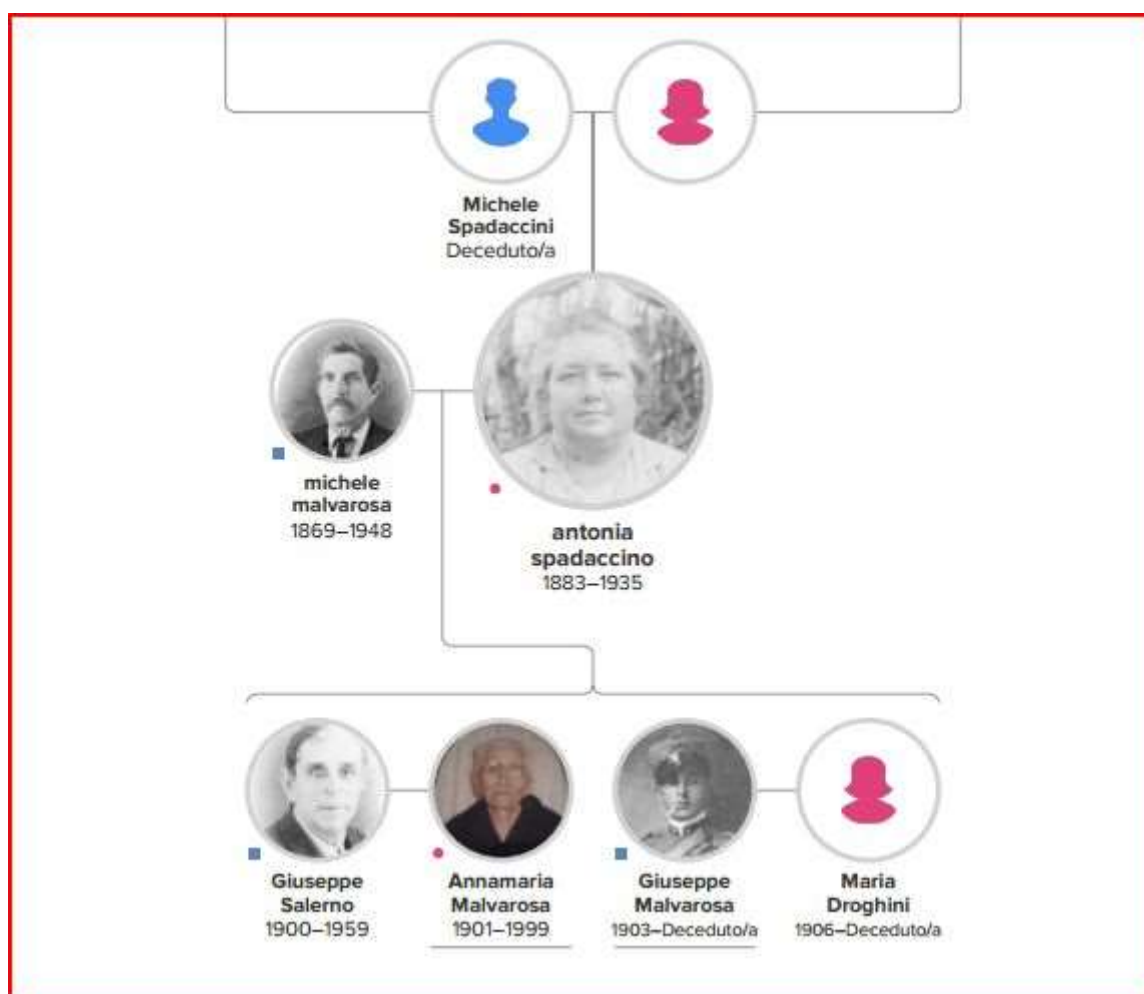 Michele
Spadaccini
Deceduto/a
michele
malvarosa
1869–1948
antonia
spadaccino
1883–1935
Giuseppe
Salerno
1900–1959
Annamaria
Malvarosa
1901–1999
Giuseppe
Malvarosa
1903–Deceduto/a
Maria
Droghini
1906–Deceduto/a